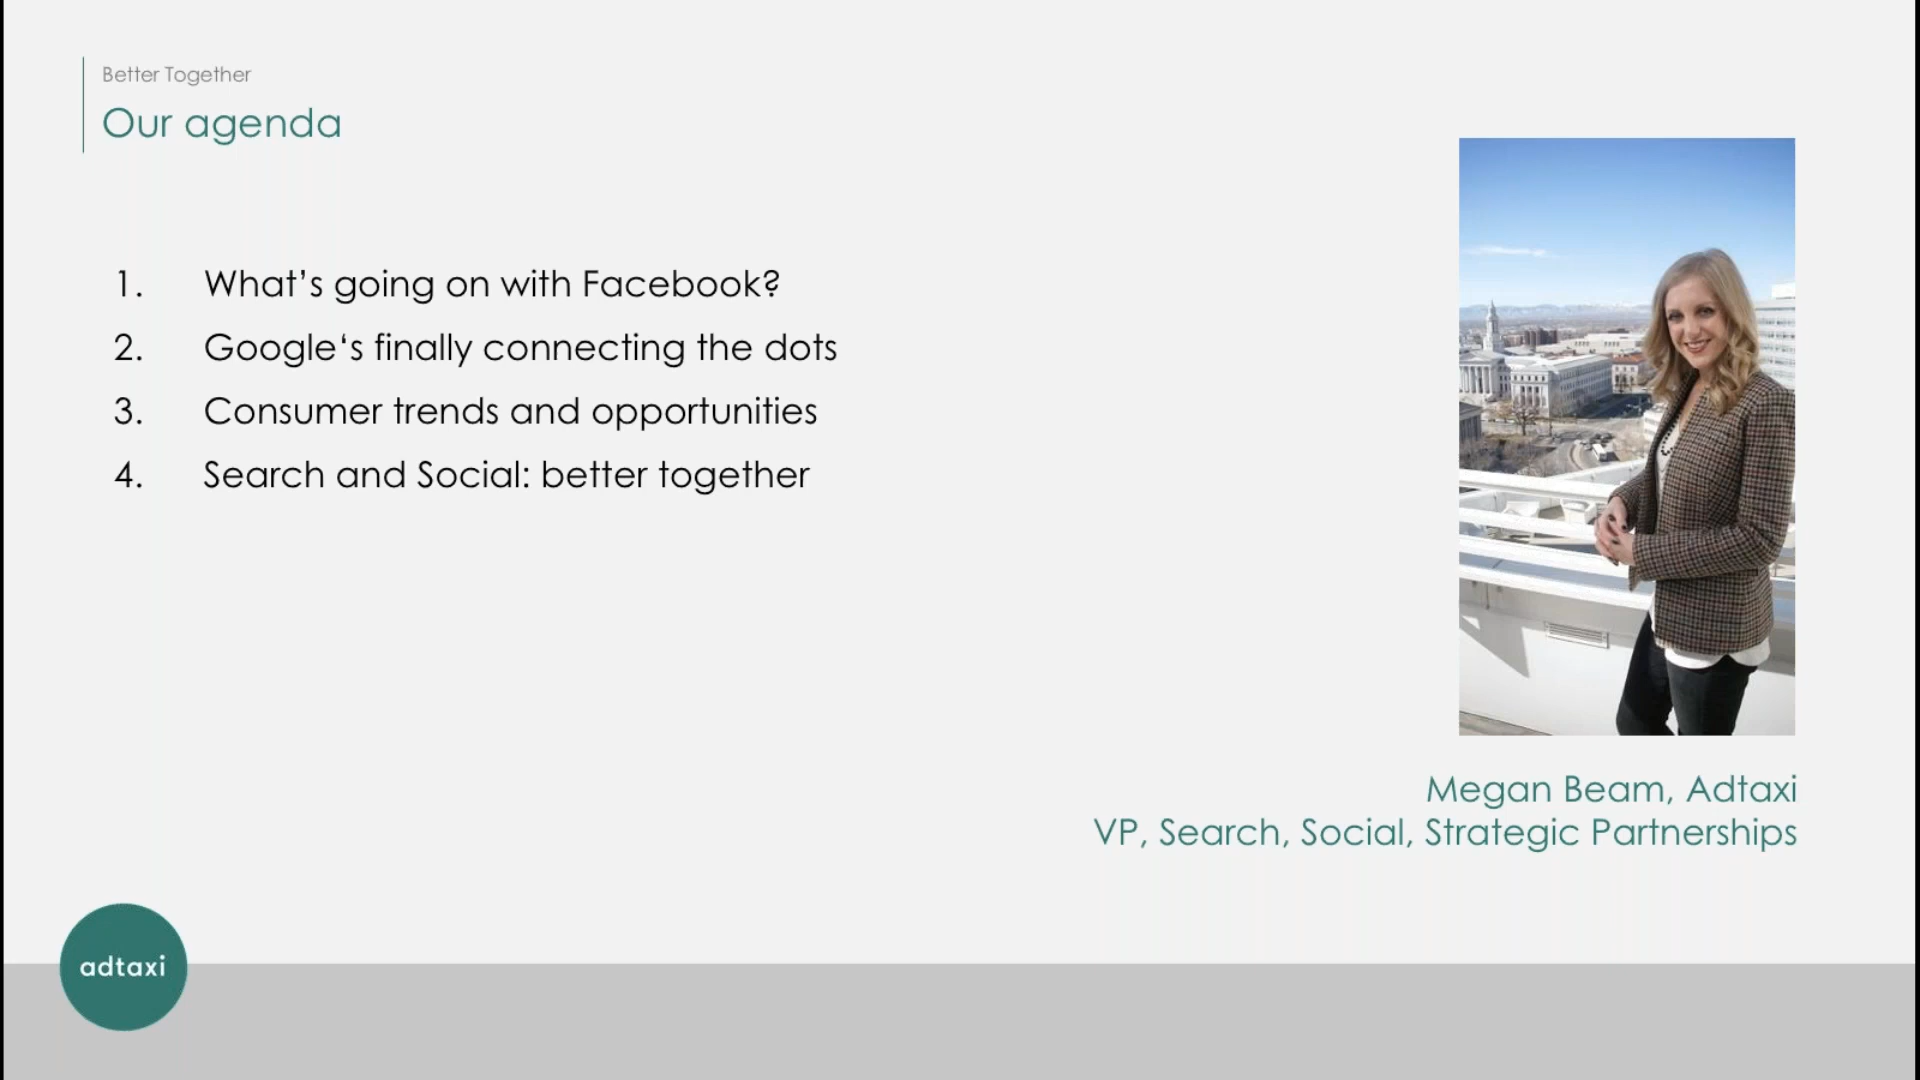 Better Together
Our agenda
1. What’s going on with Facebook?
2. Google‘s finally connecting the dots
3. Consumer trends and opportunities
4. Search and Social: better together
Megan Beam, Adtaxi
VP, Search, Social, Strategic Partnerships
adtaxi